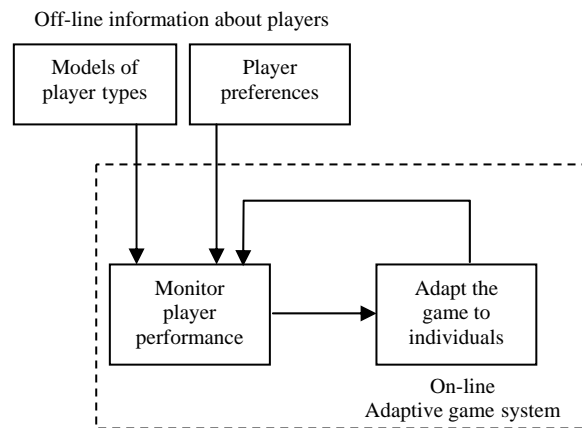 Off-line information about players
Models of
player types
Player
preferences
Monitor
player
performance
Adapt the
game to
individuals
On-line
Adaptive game system